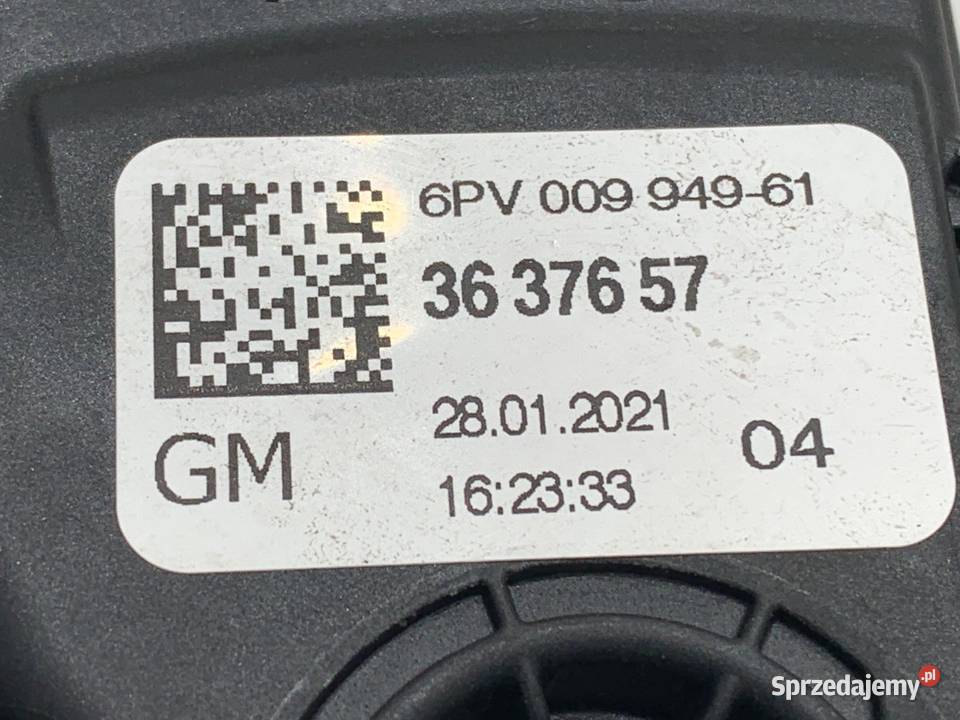 6PV 009 949-61
36 376 57
28.01.2021
16:23:33
04
GM
Sprzedajemy.pl